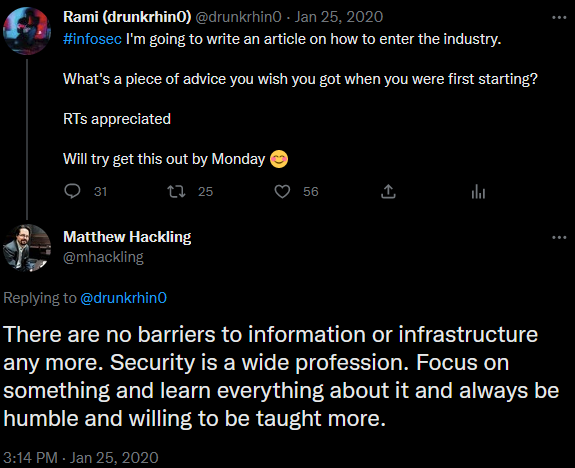 Rami (drunkrhin0) @drunkrhin0 · Jan 25, 2020
#infosec I'm going to write an article on how to enter the industry.
What's a piece of advice you wish you got when you were first starting?
RTs appreciated
Will try get this out by Monday 😊
31 25 56
Matthew Hackling
@mhackling
Replying to @drunkrhin0
There are no barriers to information or infrastructure
any more. Security is a wide profession. Focus on
something and learn everything about it and always be
humble and willing to be taught more.
3:14 PM · Jan 25, 2020